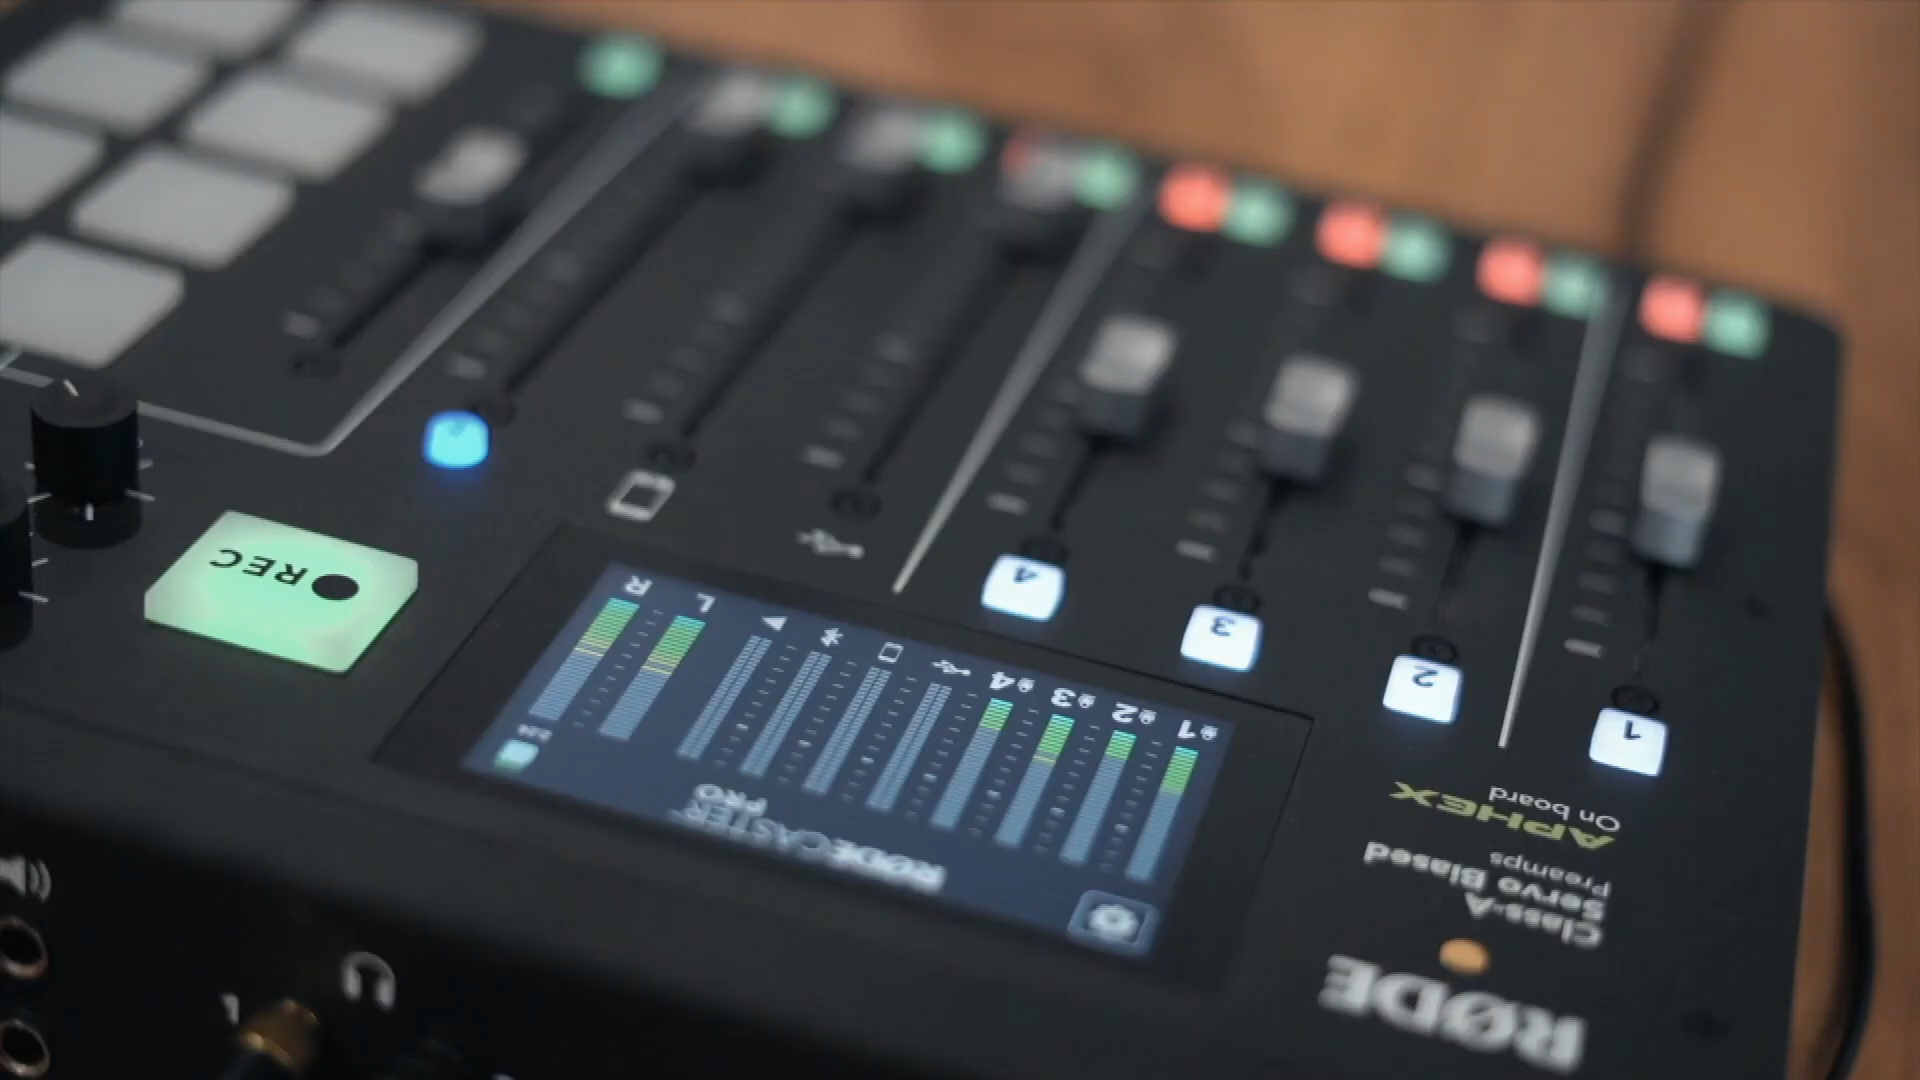 REC
4
3
2
1
R
L
4
3
2
1
RØDECASTER
PRO
On board
APHEX
Preamps
Servo Biased
Class-A
RØDE
1